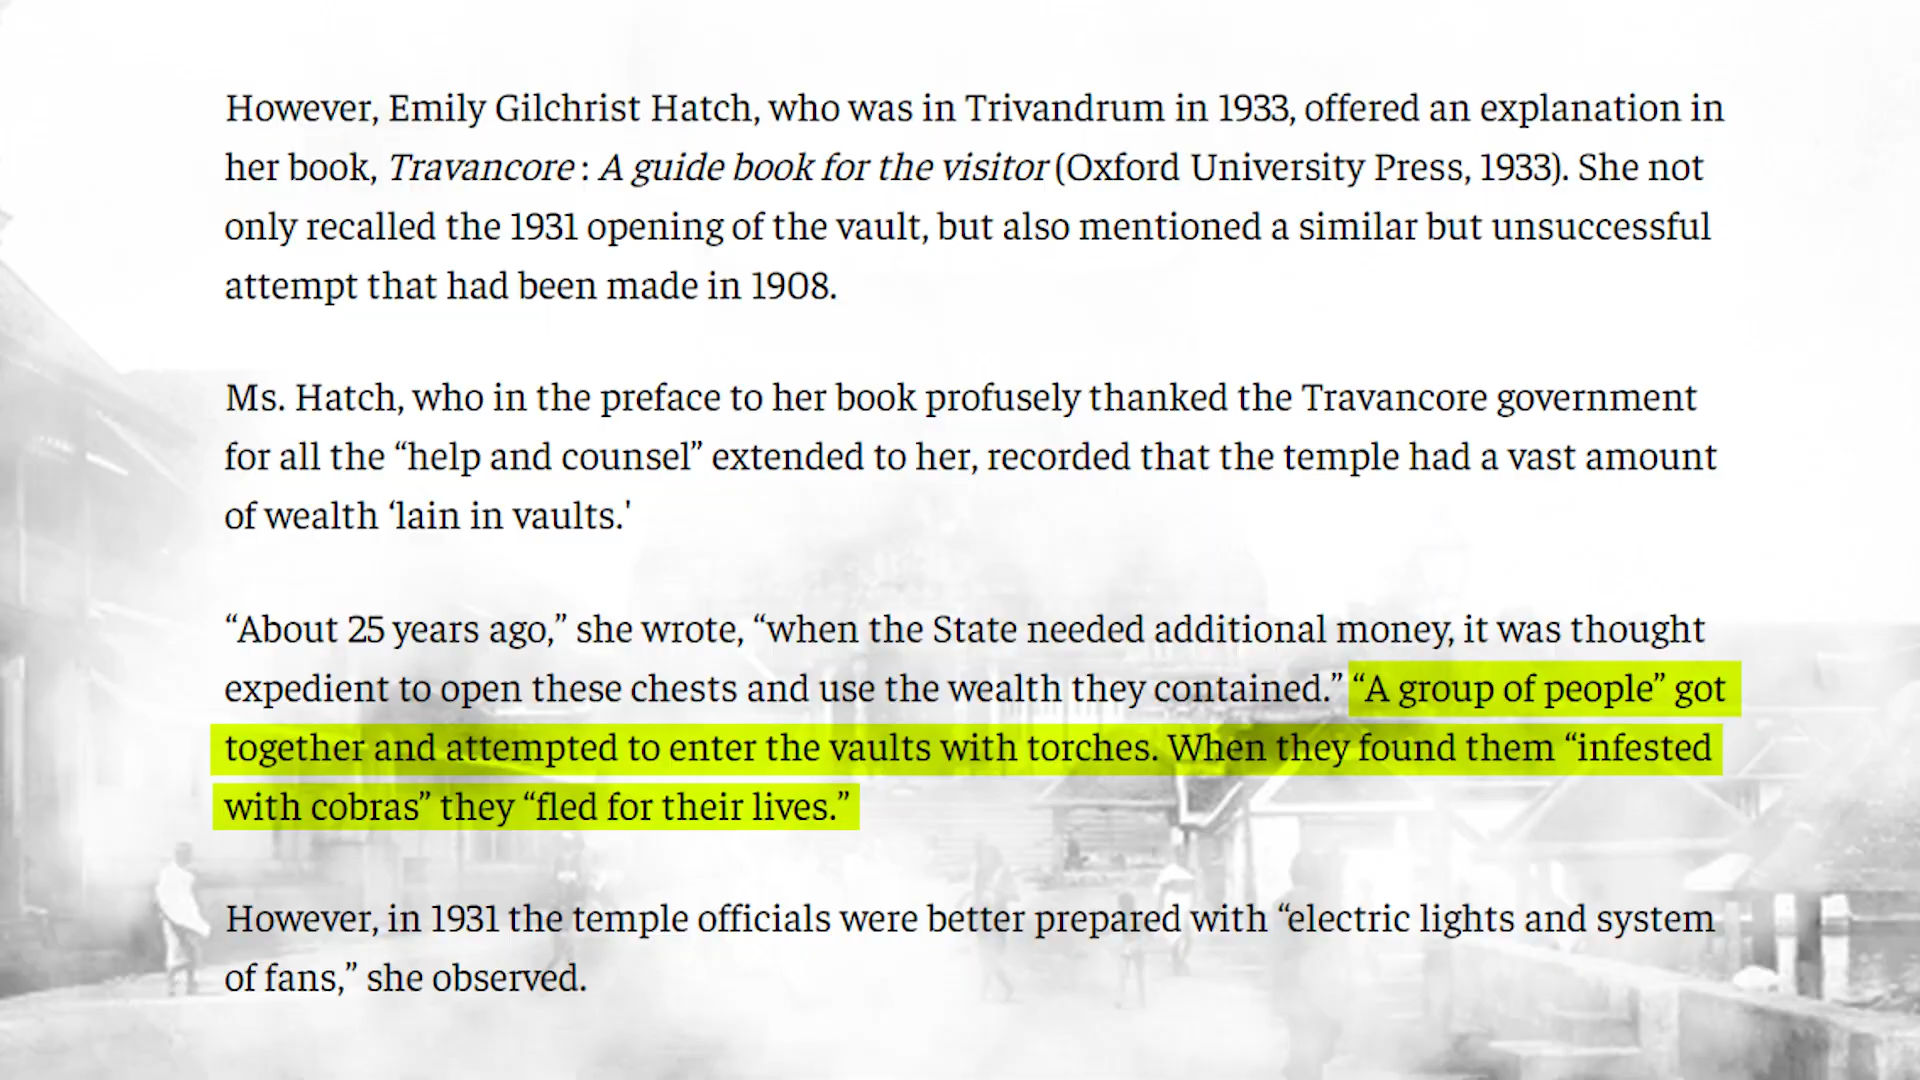 However, Emily Gilchrist Hatch, who was in Trivandrum in 1933, offered an explanation in
her book, Travancore : A guide book for the visitor (Oxford University Press, 1933). She not
only recalled the 1931 opening of the vault, but also mentioned a similar but unsuccessful
attempt that had been made in 1908.
Ms. Hatch, who in the preface to her book profusely thanked the Travancore government
for all the “help and counsel” extended to her, recorded that the temple had a vast amount
of wealth ‘lain in vaults.'
“About 25 years ago,” she wrote, “when the State needed additional money, it was thought
expedient to open these chests and use the wealth they contained.” “A group of people” got
together and attempted to enter the vaults with torches. When they found them “infested
with cobras” they “fled for their lives.”
However, in 1931 the temple officials were better prepared with “electric lights and system
of fans,” she observed.